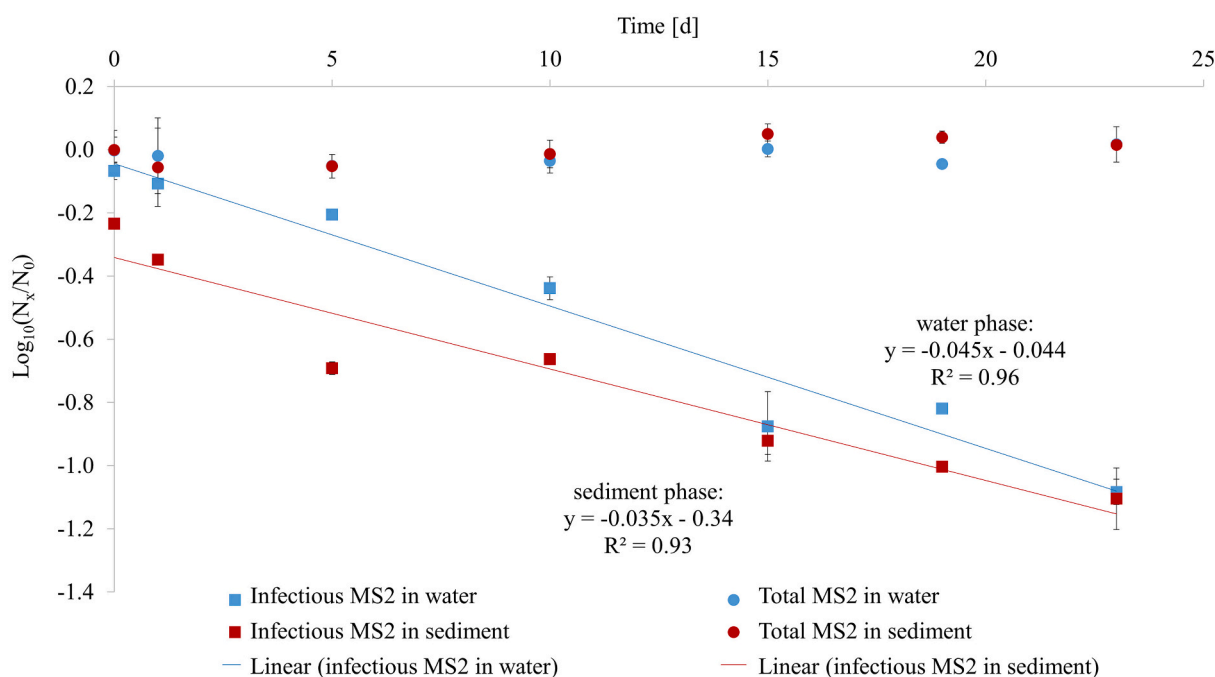 Time [d]
0 5 10 15 20 25
0.2
0.0
-0.2
-0.4
-0.6
-0.8
-1.0
-1.2
-1.4
Log₁₀(Nₓ/N₀)
water phase:
y = -0.045x - 0.044
R² = 0.96
sediment phase:
y = -0.035x - 0.34
R² = 0.93
Infectious MS2 in water
Total MS2 in water
Infectious MS2 in sediment
Total MS2 in sediment
Linear (infectious MS2 in water)
Linear (infectious MS2 in sediment)